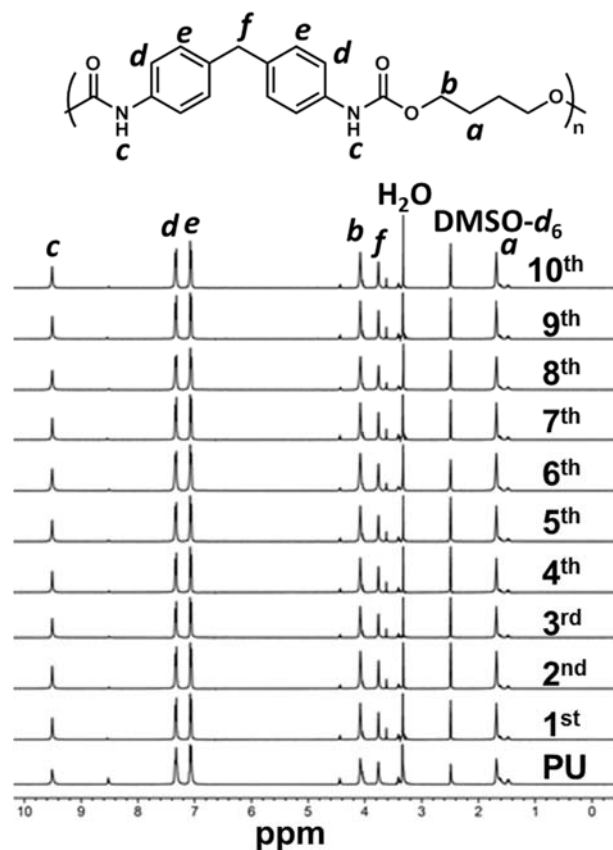 f
e
e
d
d
O
O
b
O
N
H
N
H
O
n
c
c
a
H₂O
DMSO-d₆
c
d
e
b
f
a
10ᵗʰ
9ᵗʰ
8ᵗʰ
7ᵗʰ
6ᵗʰ
5ᵗʰ
4ᵗʰ
3ʳᵈ
2ⁿᵈ
1ˢᵗ
PU
10 9 8 7 6 5 4 3 2 1 0
ppm